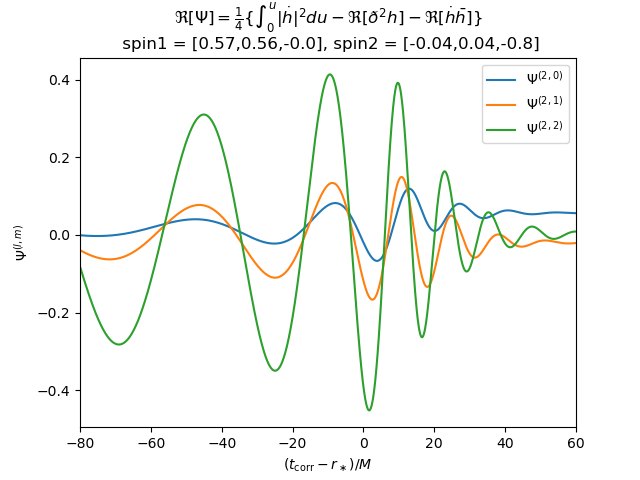 ℜ[Ψ] = 1/4{∫₀ᵘ|ḣ|²du − ℜ[ð̄²h] − ℜ[ḣh̄]}
spin1 = [0.57,0.56,-0.0], spin2 = [-0.04,0.04,-0.8]
Ψ^(2,0)
Ψ^(2,1)
Ψ^(2,2)
Ψ^(l,m)
0.4
0.2
0.0
−0.2
−0.4
−80
−60
−40
−20
0
20
40
60
(t_corr − r_∗)/M